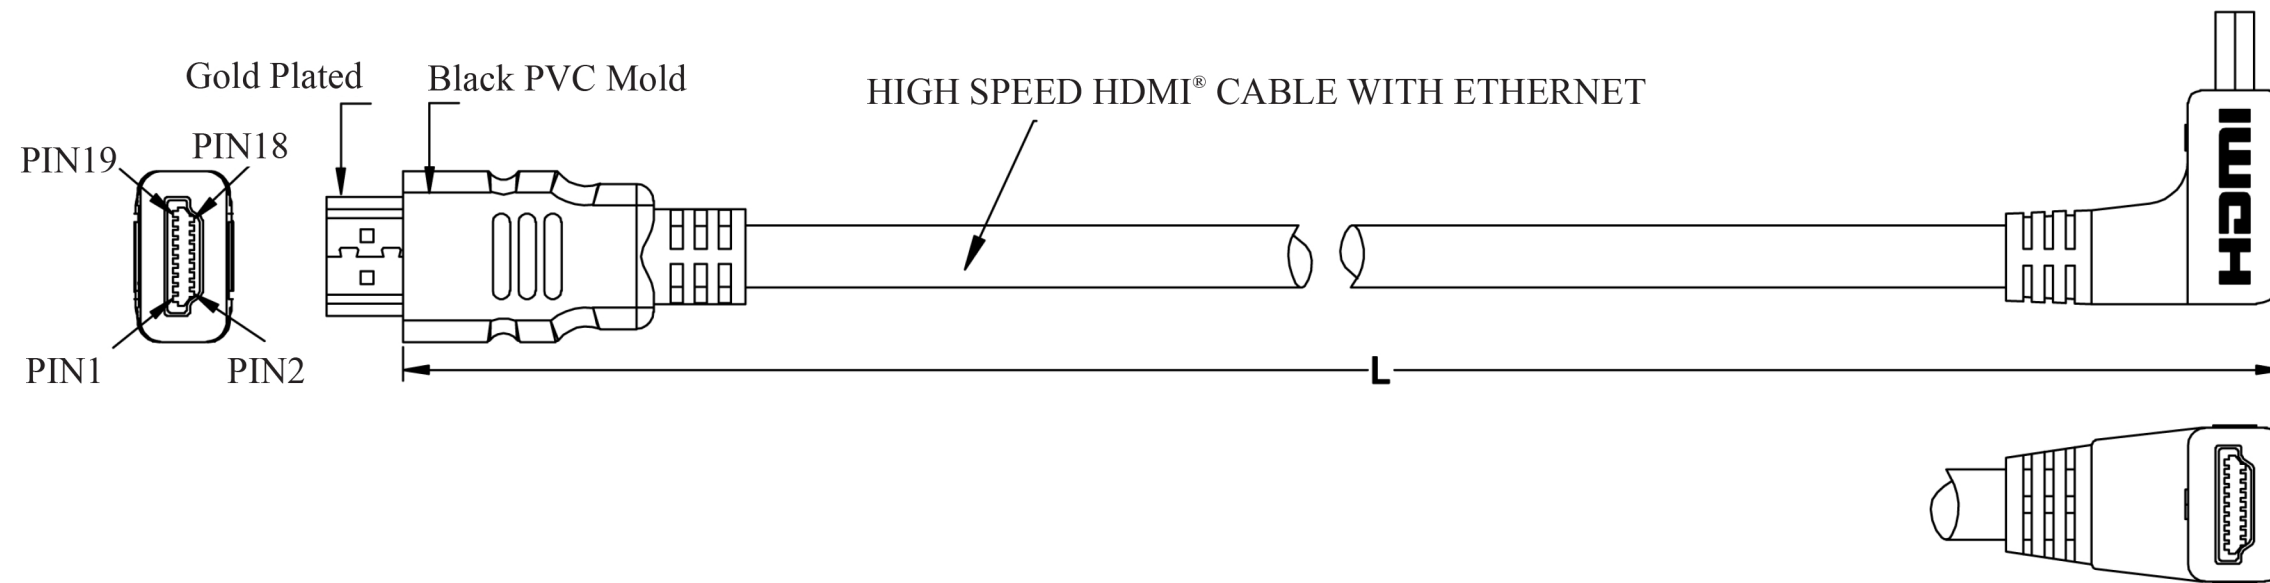 Gold Plated
Black PVC Mold
HIGH SPEED HDMI® CABLE WITH ETHERNET
PIN19
PIN18
PIN1
PIN2
L
HDMI